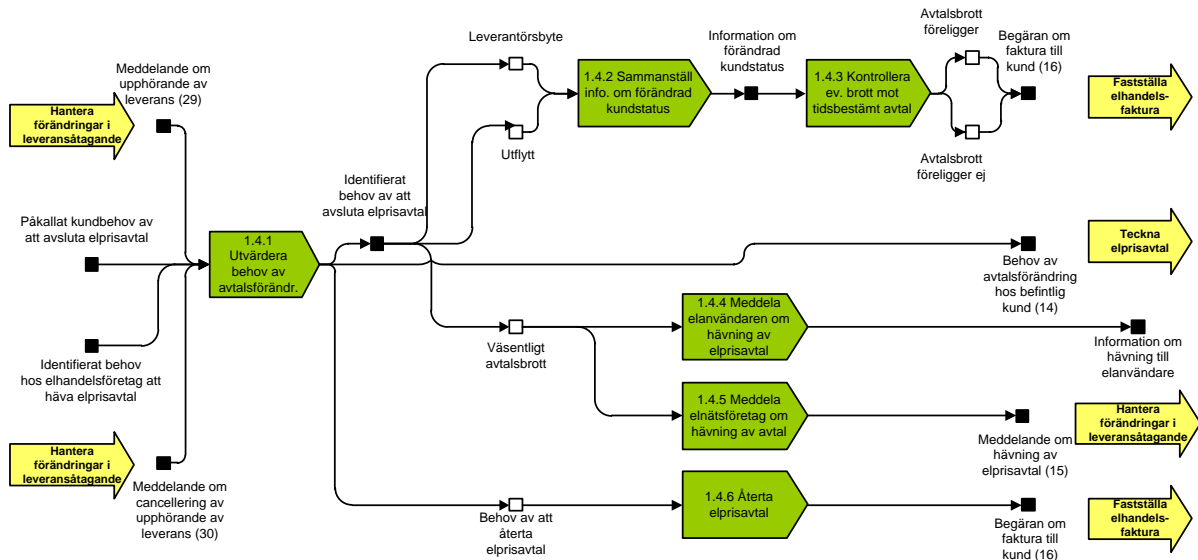 Meddelande om
upphörande av
leverans (29)
Hantera
förändringar i
leveransåtagande
Påkallat kundbehov av
att avsluta elprisavtal
Identifierat behov
hos elhandelsföretag att
häva elprisavtal
Hantera
förändringar i
leveransåtagande
Meddelande om
cancellering av
upphörande av
leverans (30)
1.4.1
Utvärdera
behov av
avtalsförändr.
Identifierat
behov av att
avsluta elprisavtal
Leverantörsbyte
Utflytt
1.4.2 Sammanställ
info. om förändrad
kundstatus
Information om
förändrad
kundstatus
1.4.3 Kontrollera
ev. brott mot
tidsbestämt avtal
Avtalsbrott
föreligger
Avtalsbrott
föreligger ej
Begäran om
faktura till
kund (16)
Fastställa
elhandels-
faktura
Teckna
elprisavtal
Behov av
avtalsförändring
hos befintlig
kund (14)
Väsentligt
avtalsbrott
1.4.4 Meddela
elanvändaren om
hävning av
elprisavtal
Information om
hävning till
elanvändare
1.4.5 Meddela
elnätsföretag om
hävning av avtal
Meddelande om
hävning av
elprisavtal (15)
Hantera
förändringar i
leveransåtagande
Behov av att
återta
elprisavtal
1.4.6 Återta
elprisavtal
Begäran om
faktura till
kund (16)
Fastställa
elhandels-
faktura